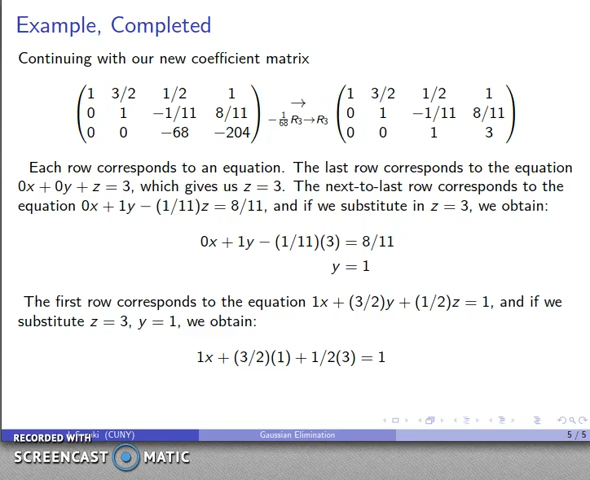 Example, Completed
Continuing with our new coefficient matrix
1 3/2 1/2 1
0 1 −1/11 8/11
0 0 −68 −204
→
−1/68 R3→R3
1 3/2 1/2 1
0 1 −1/11 8/11
0 0 1 3
Each row corresponds to an equation. The last row corresponds to the equation
0x + 0y + z = 3, which gives us z = 3. The next-to-last row corresponds to the
equation 0x + 1y − (1/11)z = 8/11, and if we substitute in z = 3, we obtain:
0x + 1y − (1/11)(3) = 8/11
y = 1
The first row corresponds to the equation 1x + (3/2)y + (1/2)z = 1, and if we
substitute z = 3, y = 1, we obtain:
1x + (3/2)(1) + 1/2(3) = 1
(CUNY) Gaussian Elimination 5 / 5
RECORDED WITH
SCREENCAST MATIC